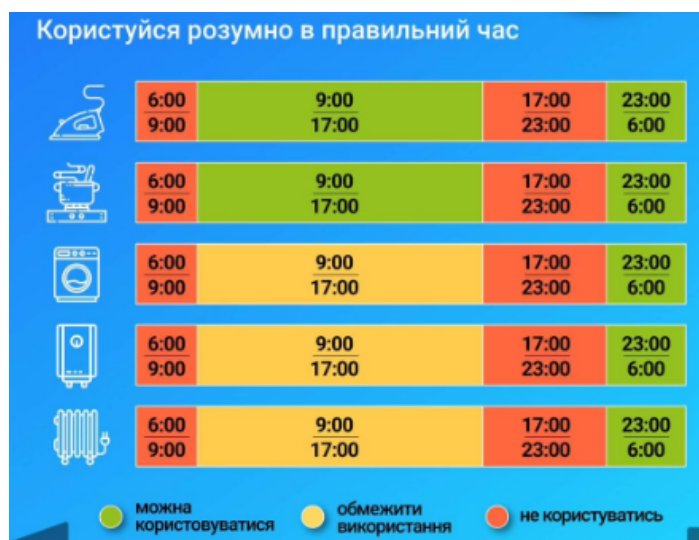 Користуйся розумно в правильний час
6:00 9:00 17:00 23:00
9:00 17:00 23:00 6:00
6:00 9:00 17:00 23:00
9:00 17:00 23:00 6:00
6:00 9:00 17:00 23:00
9:00 17:00 23:00 6:00
6:00 9:00 17:00 23:00
9:00 17:00 23:00 6:00
6:00 9:00 17:00 23:00
9:00 17:00 23:00 6:00
можна
користовуватися
обмежити
використання
не користуватись